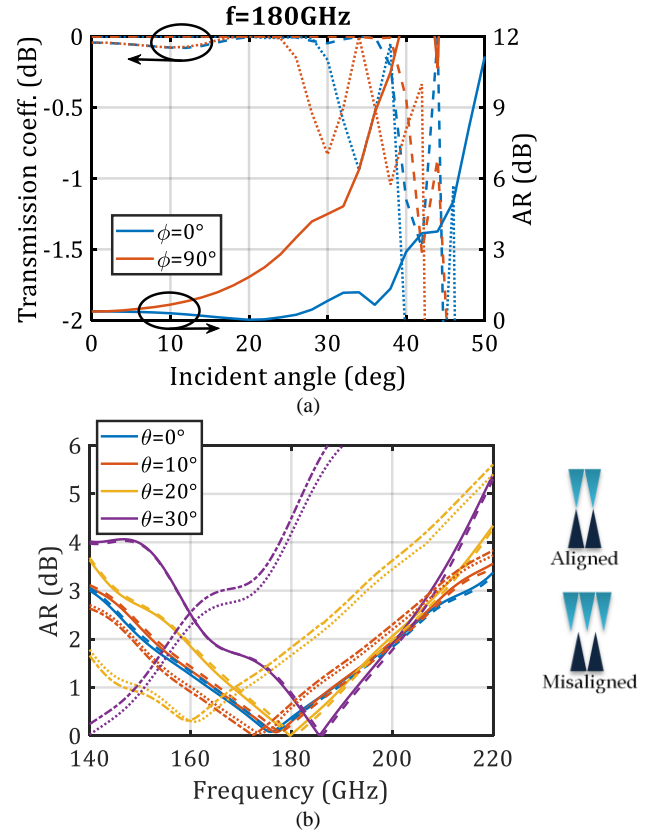 f=180GHz
Transmission coeff. (dB)
0
-0.5
-1
-1.5
-2
12
9
6
3
0
AR (dB)
ϕ=0°
ϕ=90°
0 10 20 30 40 50
Incident angle (deg)
(a)
θ=0°
θ=10°
θ=20°
θ=30°
AR (dB)
6
5
4
3
2
1
0
140 160 180 200 220
Frequency (GHz)
(b)
Aligned
Misaligned